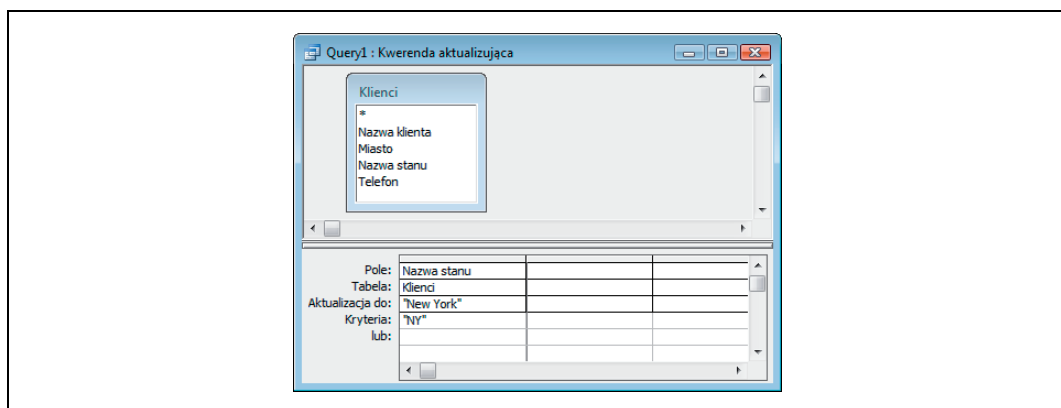 Query1 : Kwerenda aktualizująca
Klienci
*
Nazwa klienta
Miasto
Nazwa stanu
Telefon
Pole: Nazwa stanu
Tabela: Klienci
Aktualizacja do: "New York"
Kryteria: "NY"
lub: